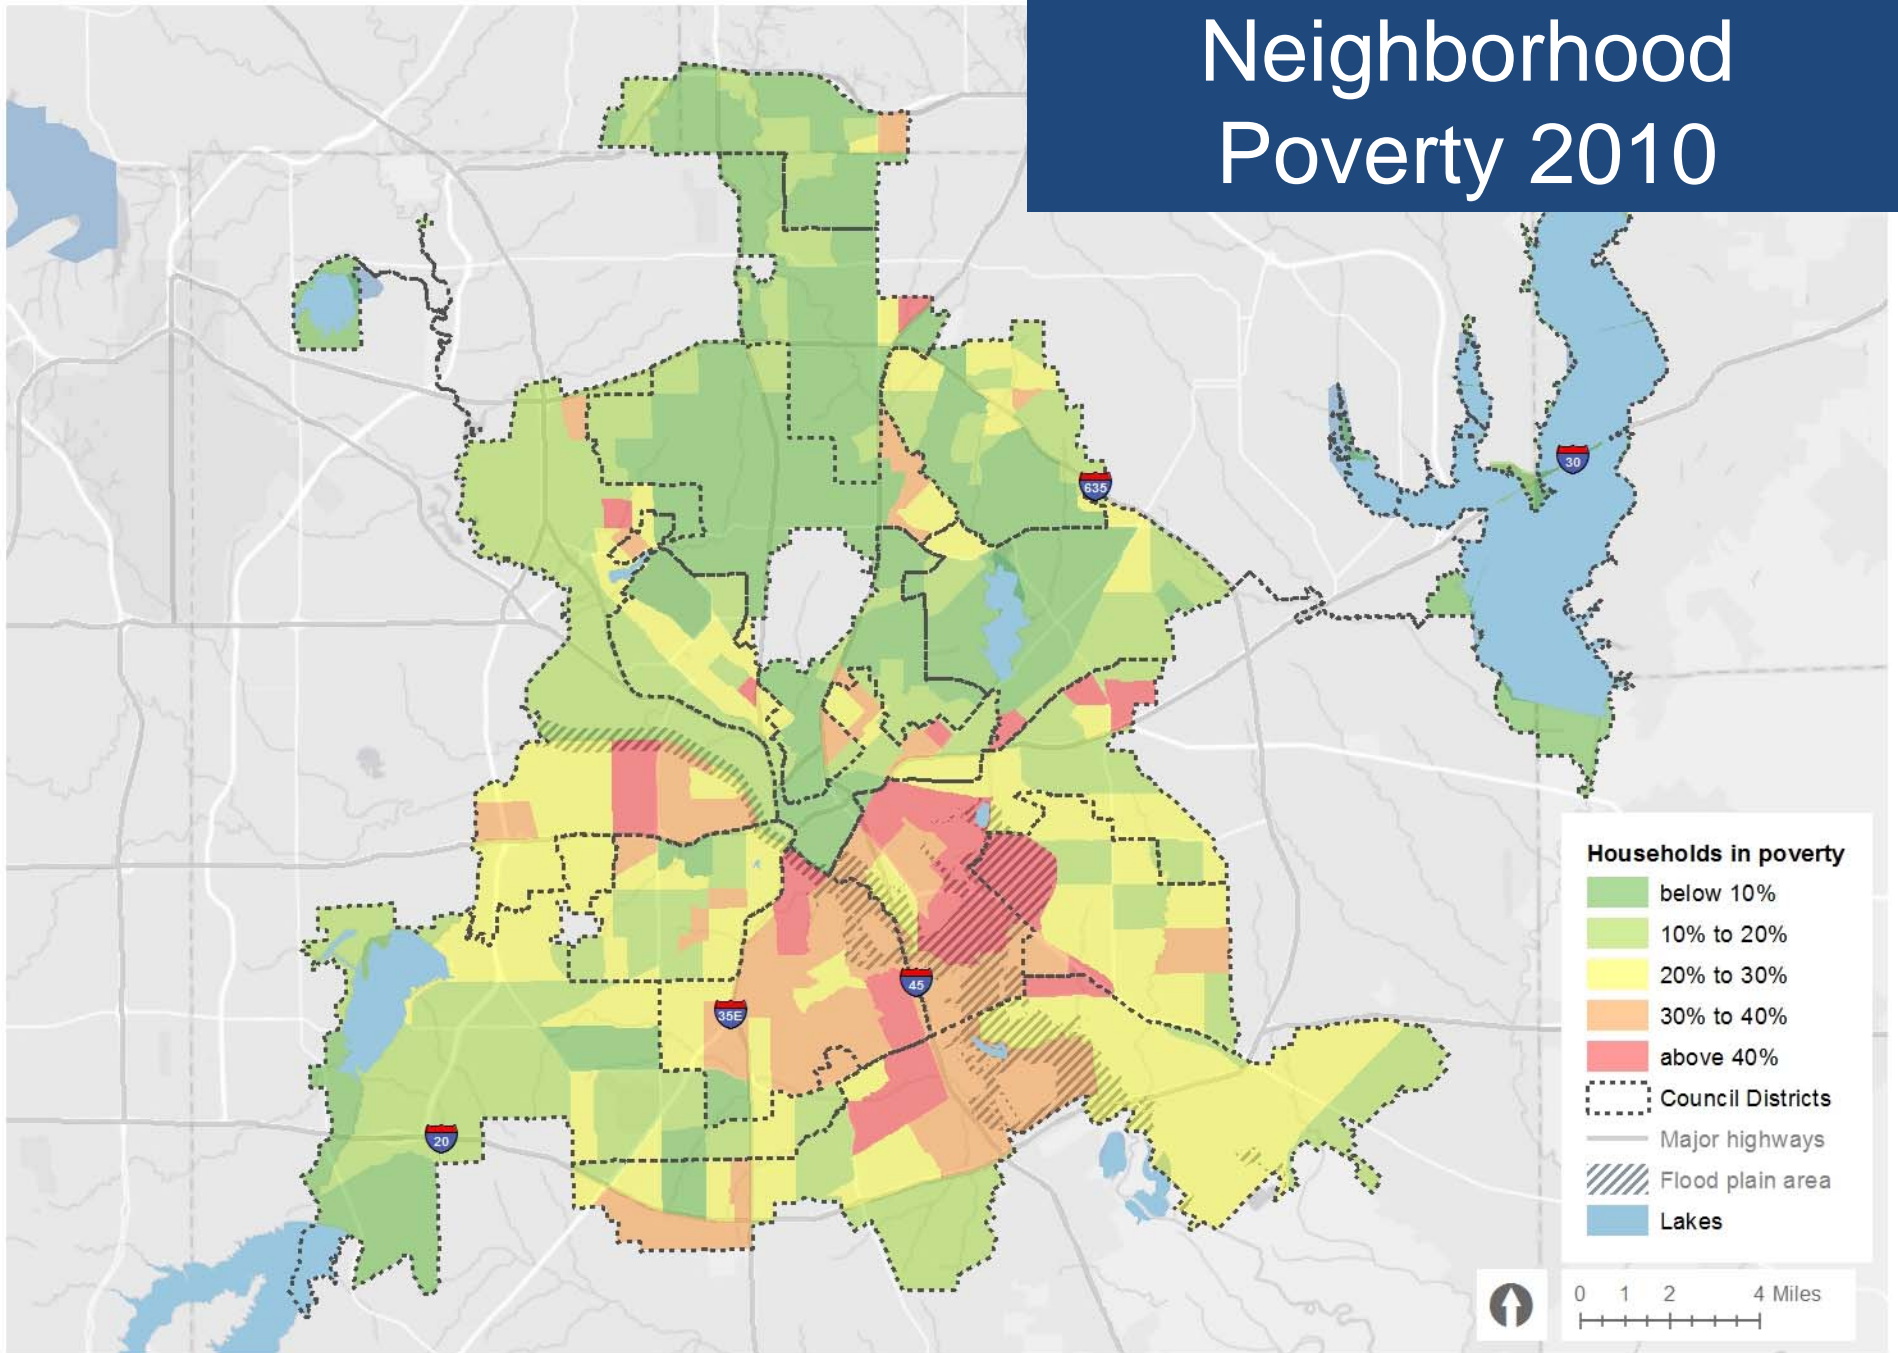 Neighborhood
Poverty 2010
30
635
45
35E
20
Households in poverty
below 10%
10% to 20%
20% to 30%
30% to 40%
above 40%
Council Districts
Major highways
Flood plain area
Lakes
0 1 2 4 Miles